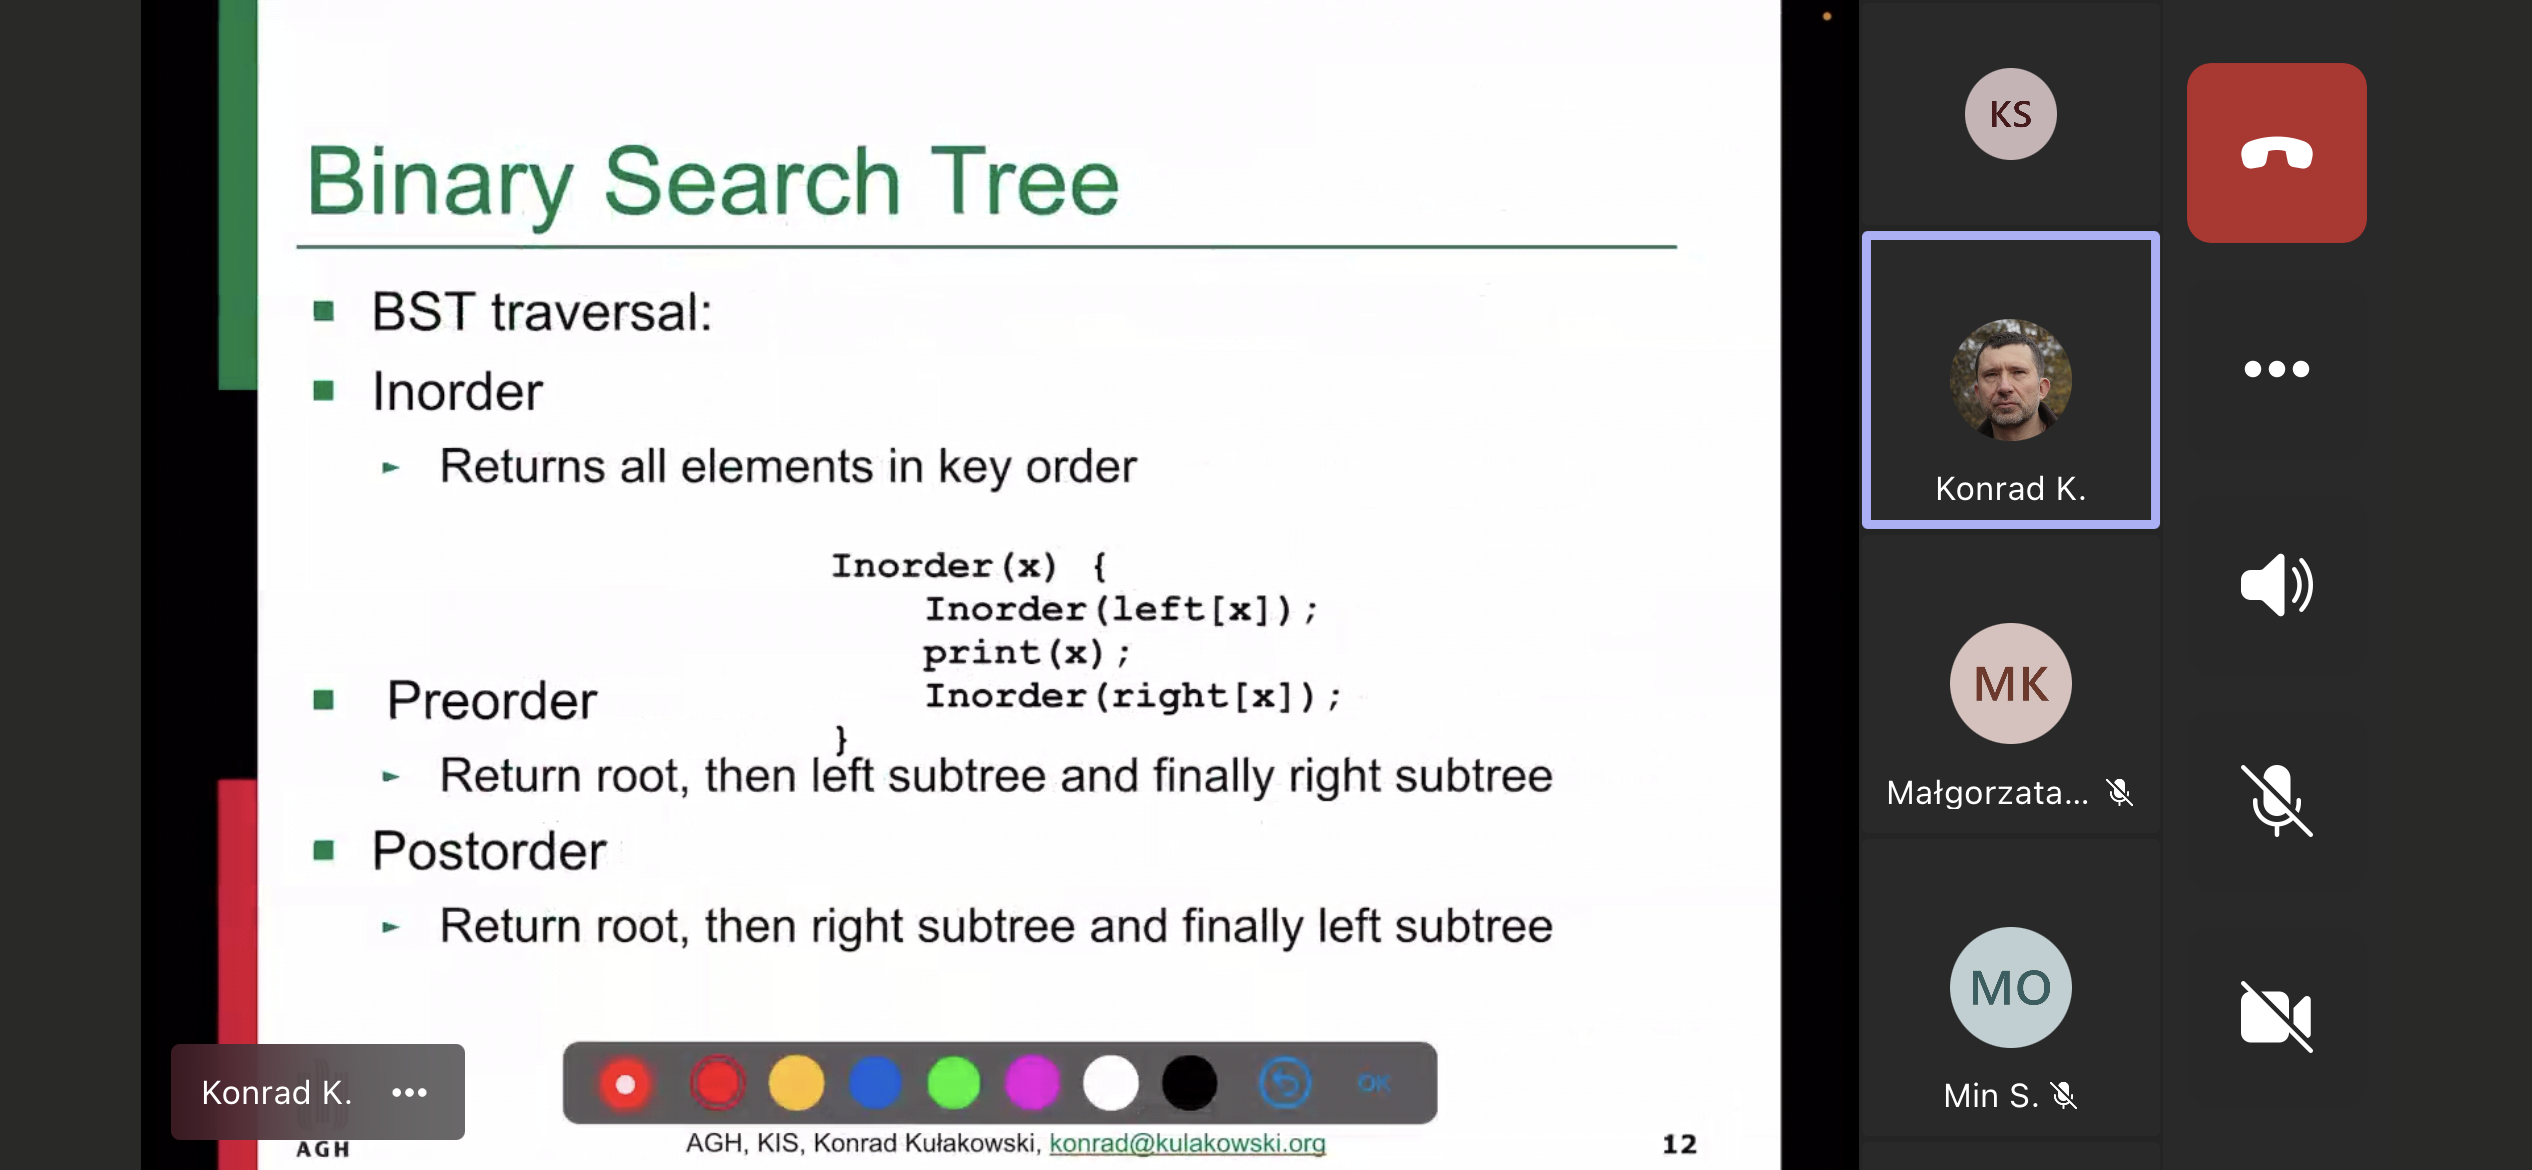 Binary Search Tree
BST traversal:
Inorder
Returns all elements in key order
Inorder(x) {
Inorder(left[x]);
print(x);
Inorder(right[x]);
}
Preorder
Return root, then left subtree and finally right subtree
Postorder
Return root, then right subtree and finally left subtree
Konrad K.
OK
AGH
AGH, KIS, Konrad Kułakowski, konrad@kulakowski.org
12
KS
Konrad K.
MK
Małgorzata...
MO
Min S.